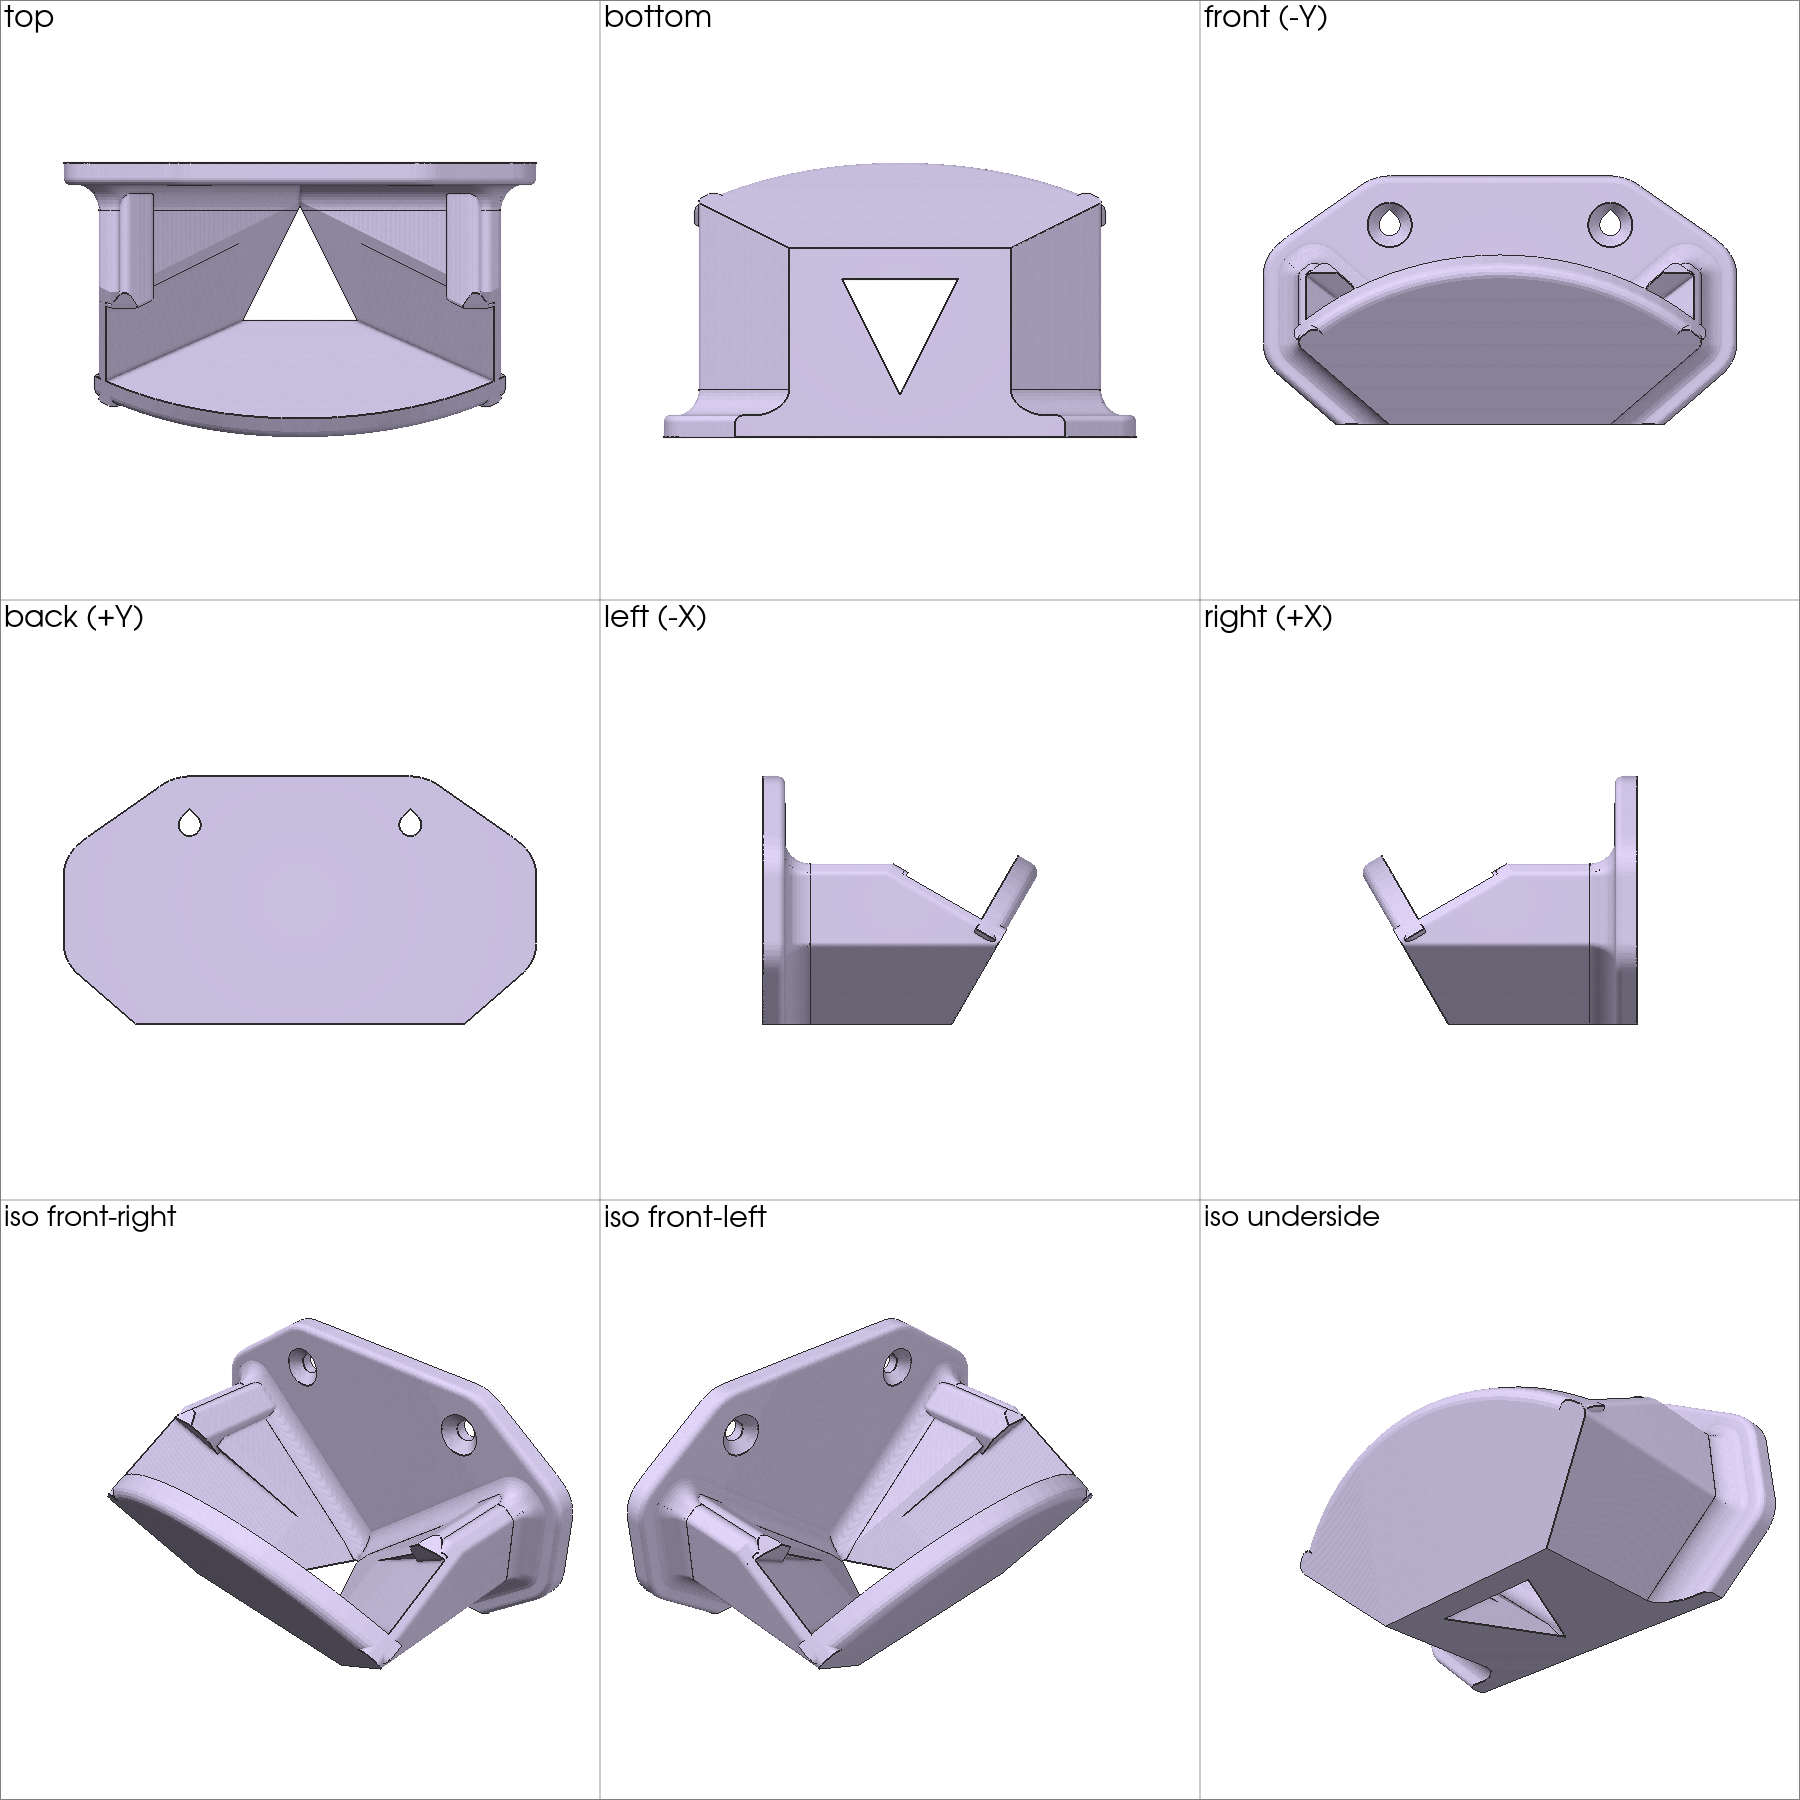 top
bottom
front (-Y)
back (+Y)
left (-X)
right (+X)
iso front-right
iso front-left
iso underside